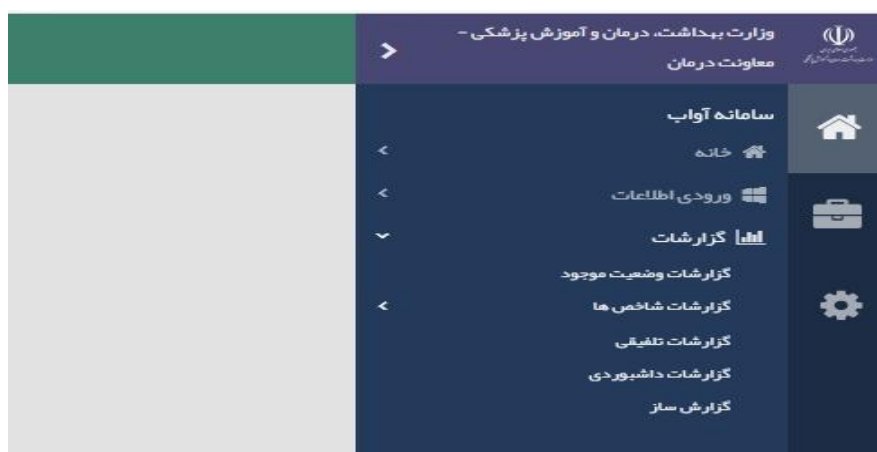 وزارت بهداشت، درمان و آموزش پزشکی -
معاونت درمان
سامانه آواب
خانه
ورودی اطلاعات
گزارشات
گزارشات وضعیت موجود
گزارشات شاخص ها
گزارشات تلفیقی
گزارشات داشبوردی
گزارش ساز